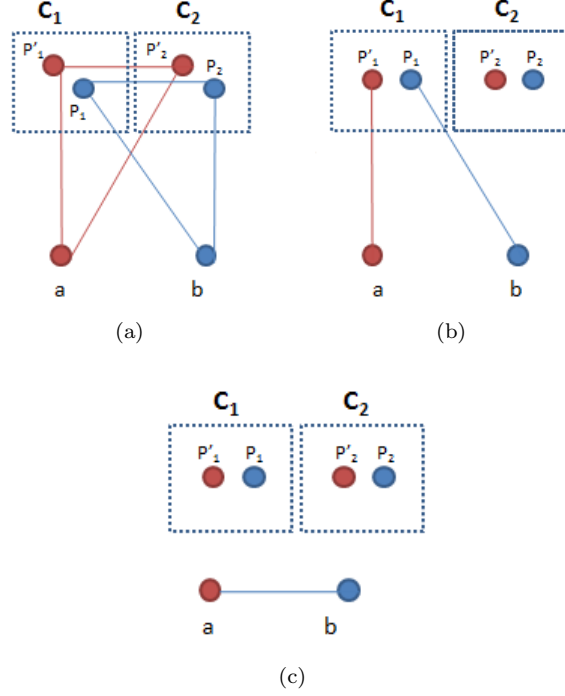 C₁ C₂
P'₁ P'₂ P₂
P₁
a b
(a)
C₁ C₂
P'₁ P₁ P'₂ P₂
a b
(b)
C₁ C₂
P'₁ P₁ P'₂ P₂
a b
(c)